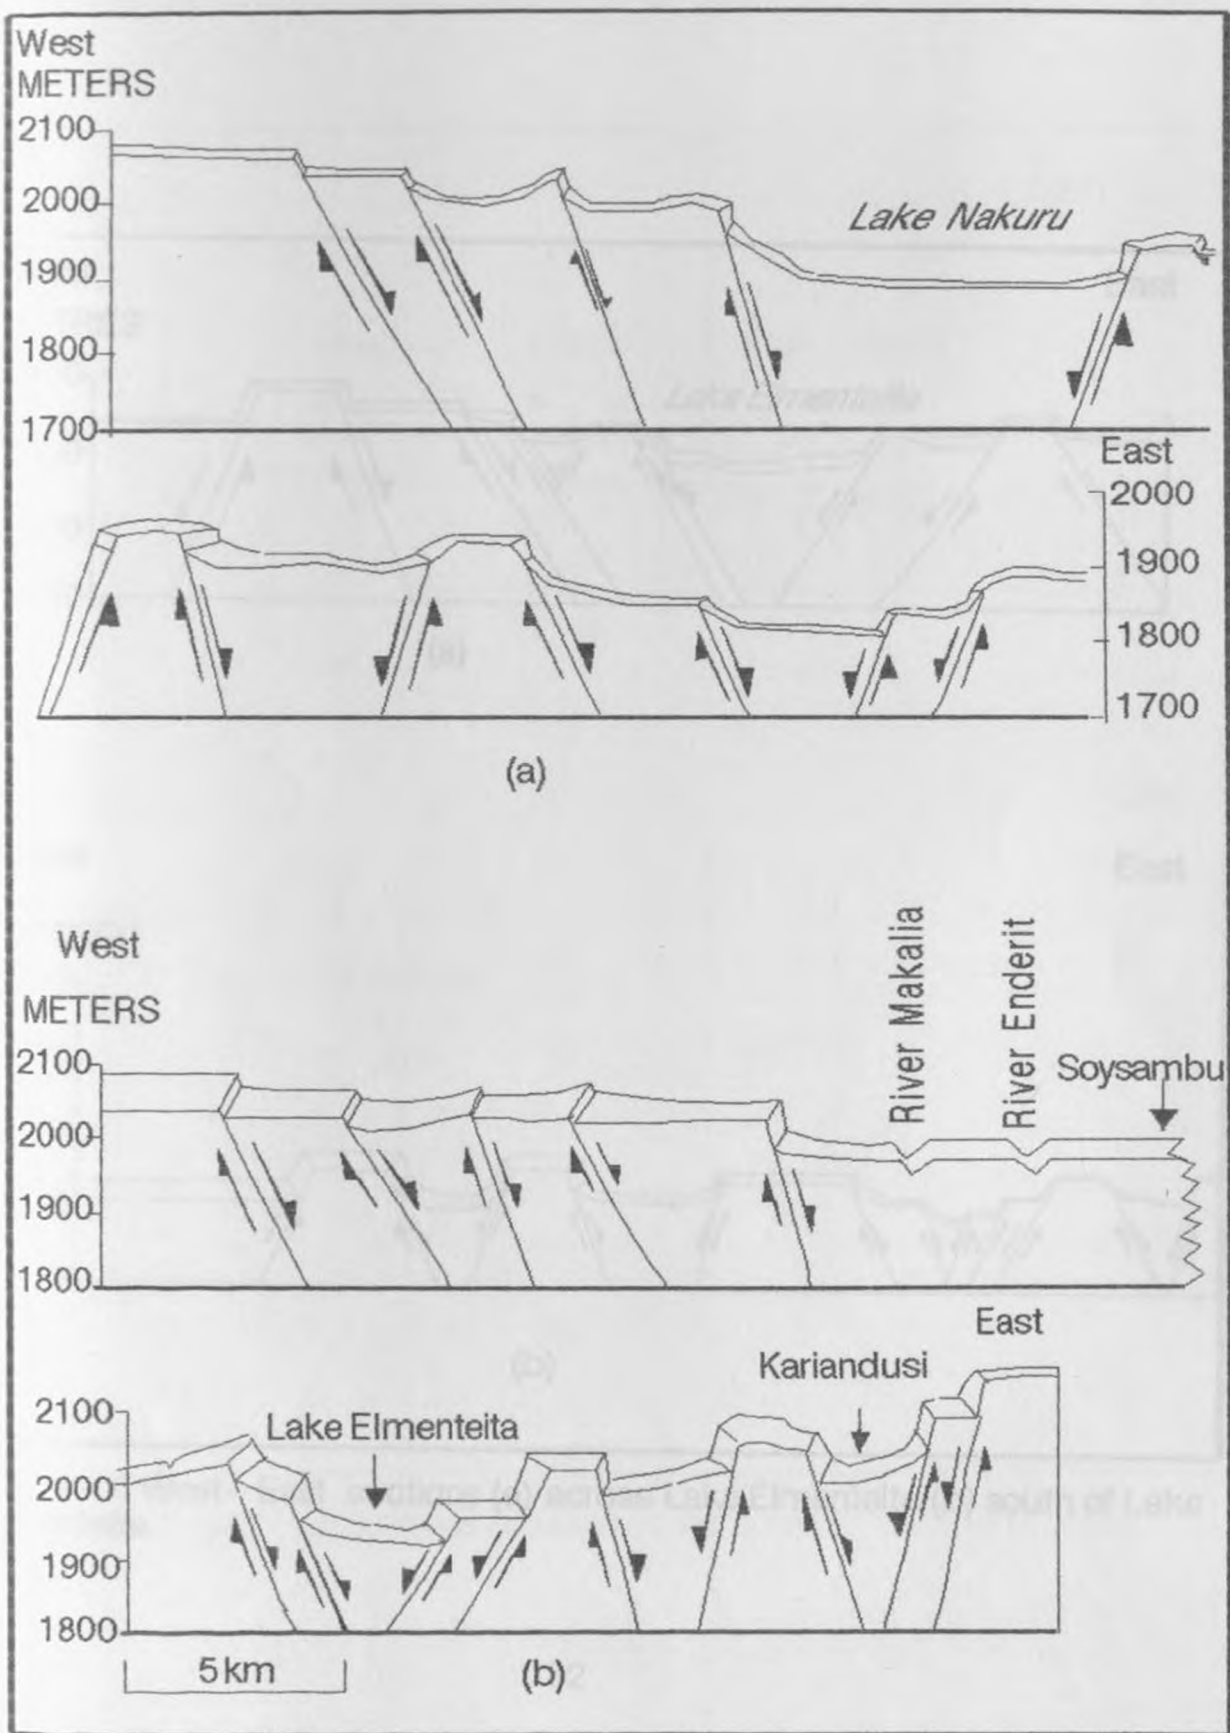 West
METERS
2100
2000
Lake Nakuru
1900
1800
1700
East
2000
1900
1800
1700
(a)
West
METERS
River Makalia
River Enderit
Soysambu
2100
2000
1900
1800
East
Kariandusi
2100
Lake Elmenteita
2000
1900
1800
5 km
(b)